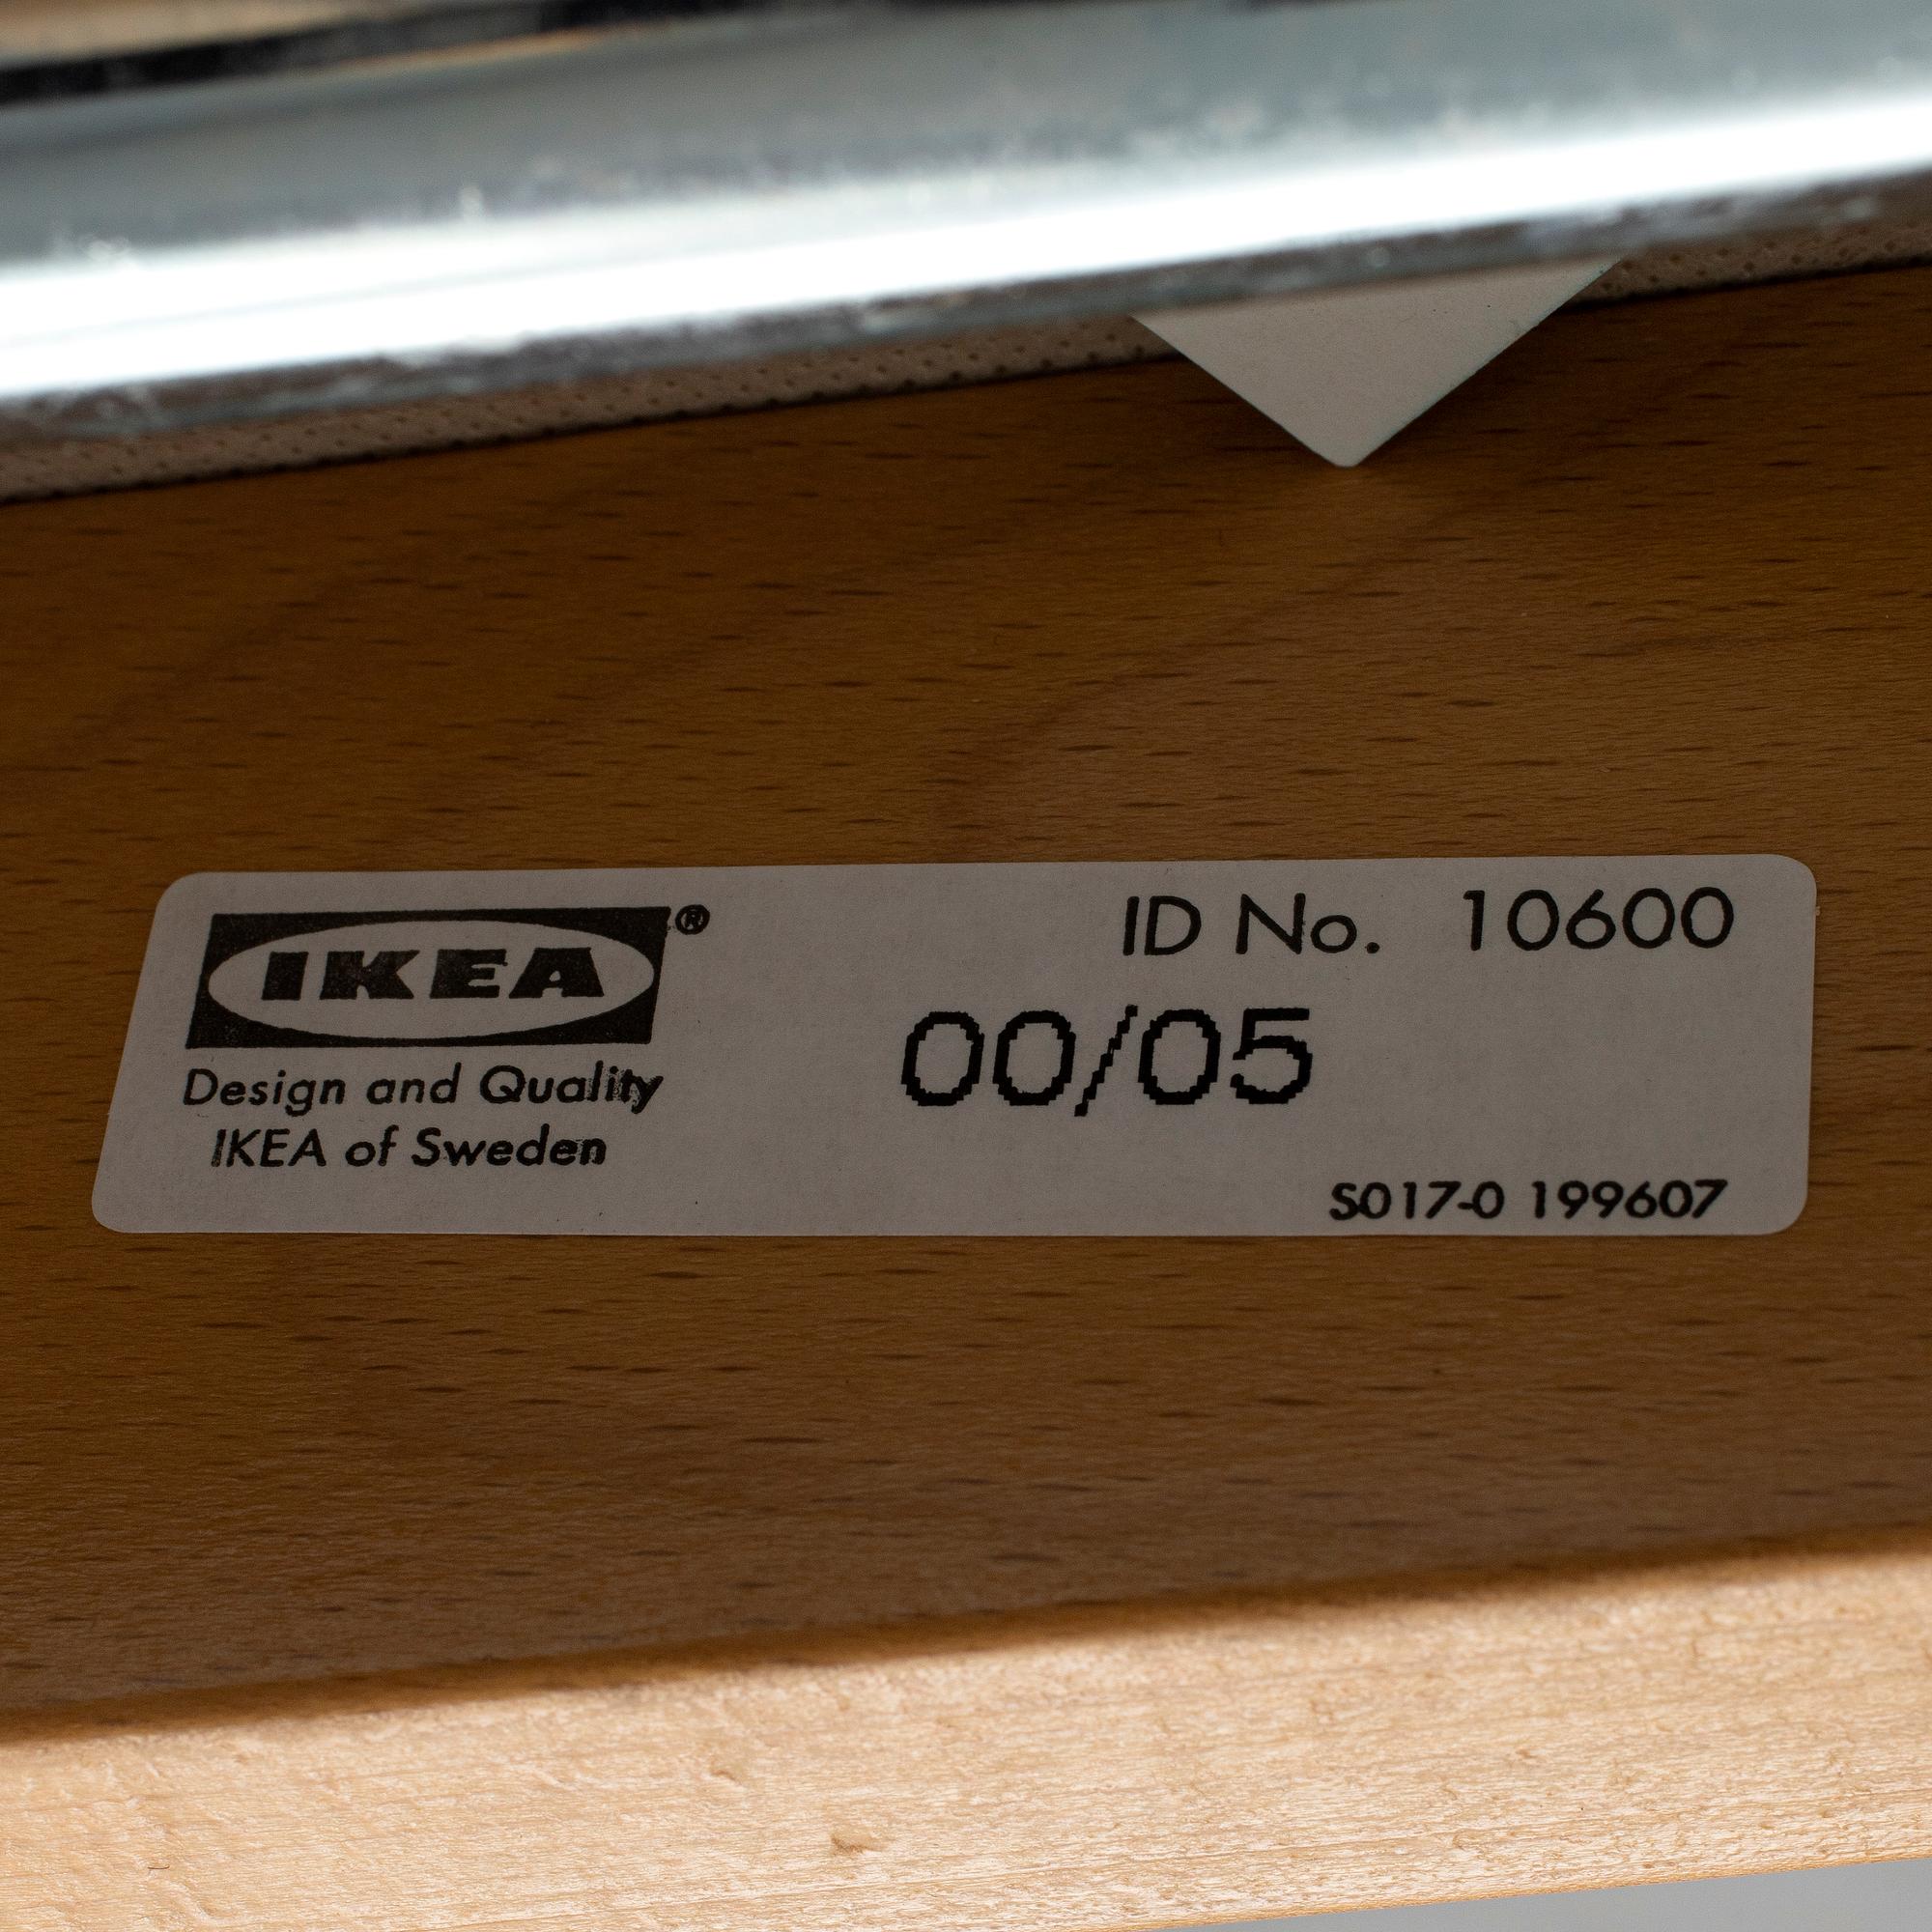 IKEA®
Design and Quality
IKEA of Sweden
ID No. 10600
00/05
S017-0 199607